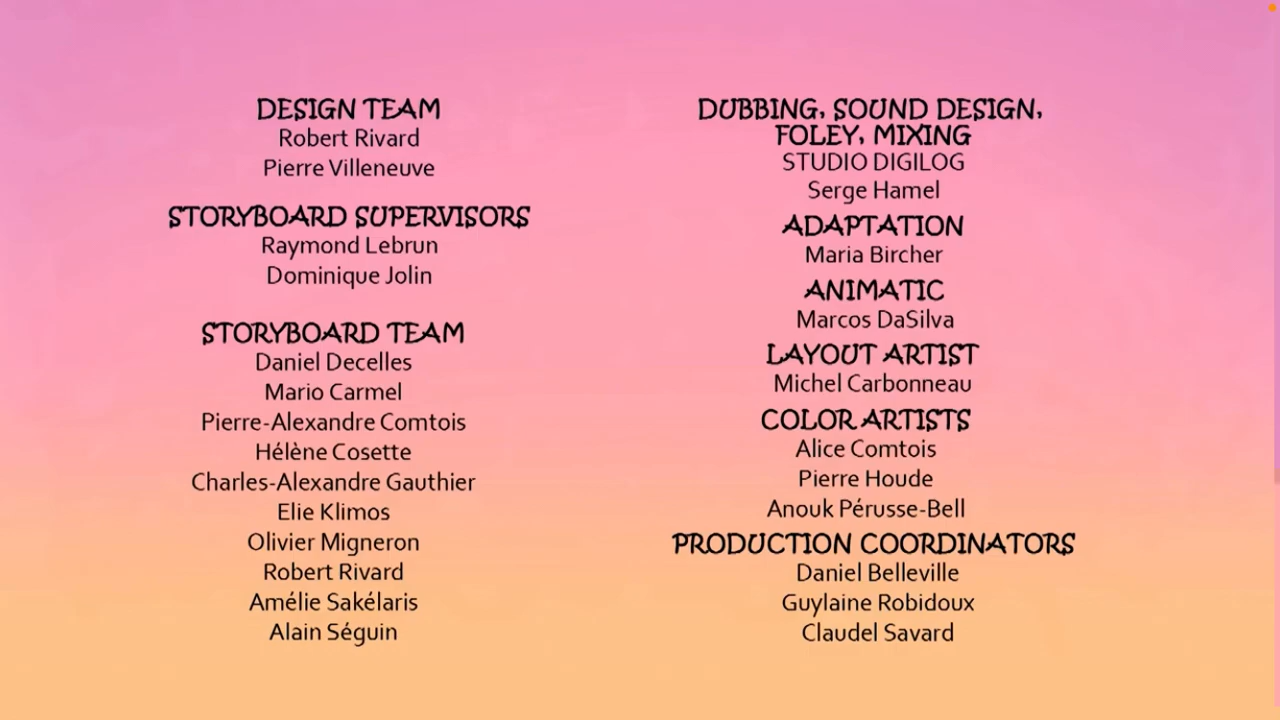 DESIGN TEAM
Robert Rivard
Pierre Villeneuve
STORYBOARD SUPERVISORS
Raymond Lebrun
Dominique Jolin
STORYBOARD TEAM
Daniel Decelles
Mario Carmel
Pierre-Alexandre Comtois
Hélène Cosette
Charles-Alexandre Gauthier
Elie Klimos
Olivier Migneron
Robert Rivard
Amélie Sakélaris
Alain Séguin
DUBBING, SOUND DESIGN,
FOLEY, MIXING
STUDIO DIGILOG
Serge Hamel
ADAPTATION
Maria Bircher
ANIMATIC
Marcos DaSilva
LAYOUT ARTIST
Michel Carbonneau
COLOR ARTISTS
Alice Comtois
Pierre Houde
Anouk Pérusse-Bell
PRODUCTION COORDINATORS
Daniel Belleville
Guylaine Robidoux
Claudel Savard